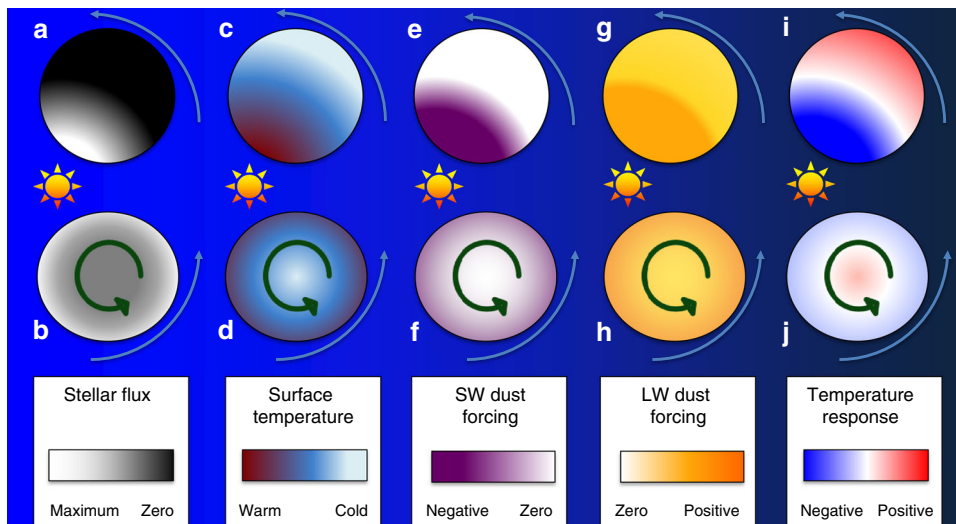 a
c
e
g
i
b
d
f
h
j
Stellar flux
Maximum Zero
Surface
temperature
Warm Cold
SW dust
forcing
Negative Zero
LW dust
forcing
Zero Positive
Temperature
response
Negative Positive